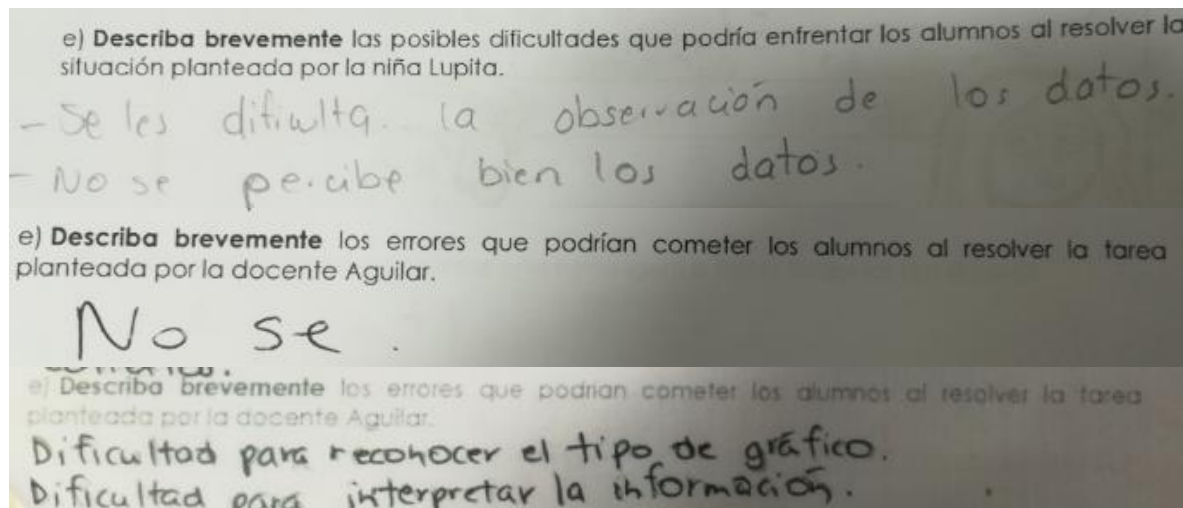 e) Describa brevemente las posibles dificultades que podría enfrentar los alumnos al resolver la
situación planteada por la niña Lupita.
- Se les dificulta. la observación de los datos.
- No se percibe bien los datos.
e) Describa brevemente los errores que podrían cometer los alumnos al resolver la tarea
planteada por la docente Aguilar.
No se.
e) Describa brevemente los errores que podrían cometer los alumnos al resolver la tarea
planteada por la docente Aguilar.
Dificultad para reconocer el tipo de gráfico.
Dificultad para interpretar la información.